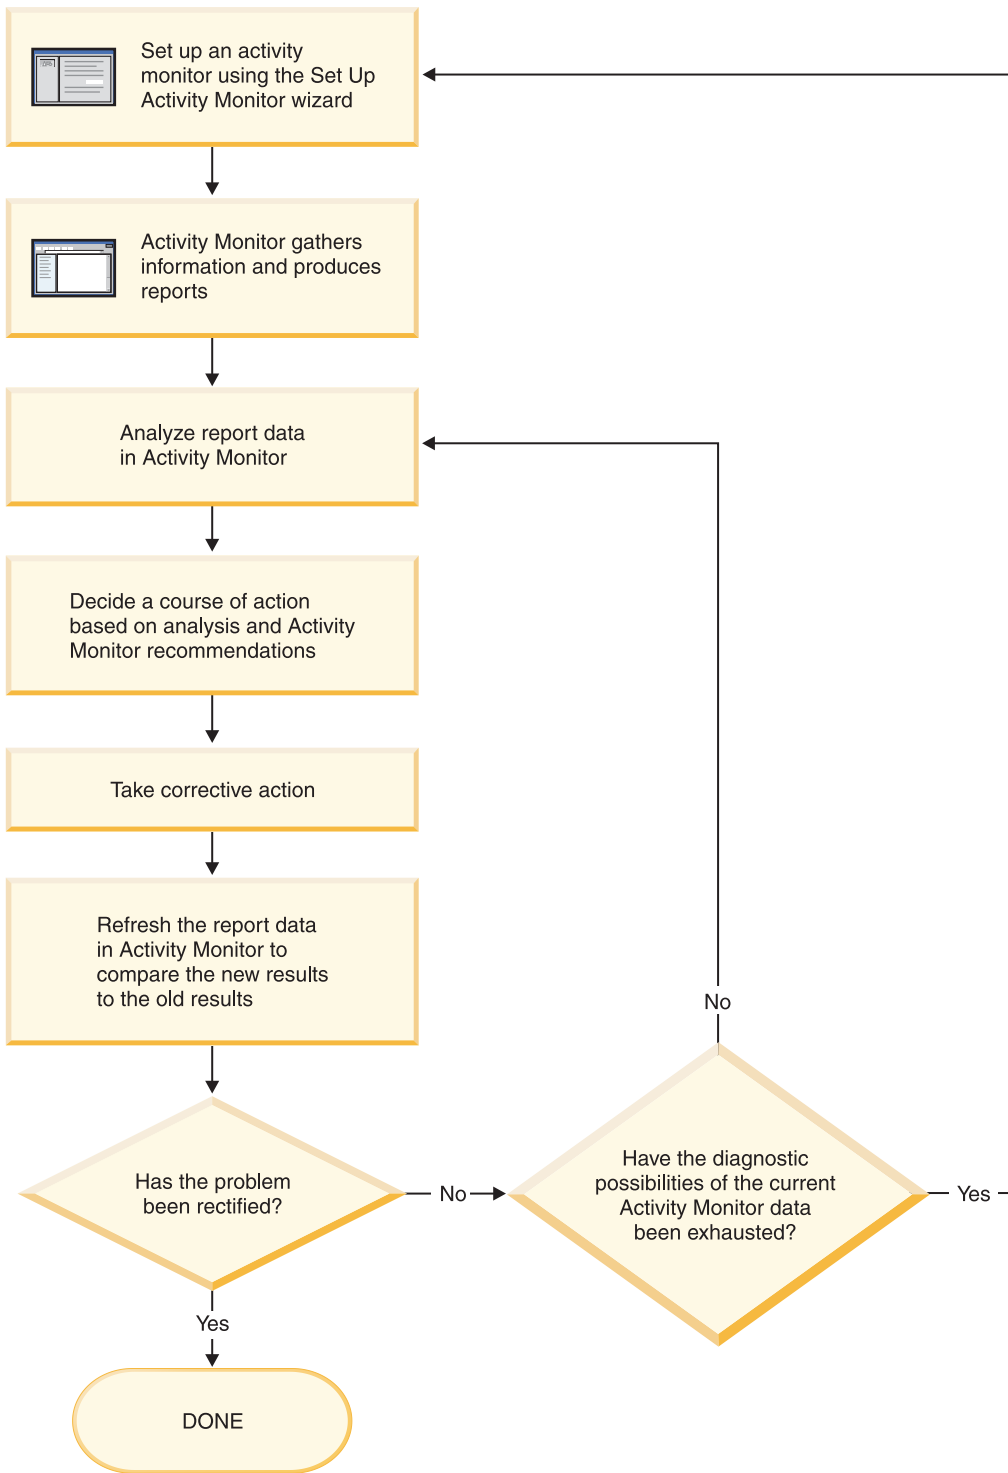 Set up an activity
monitor using the Set Up
Activity Monitor wizard
Activity Monitor gathers
information and produces
reports
Analyze report data
in Activity Monitor
Decide a course of action
based on analysis and Activity
Monitor recommendations
Take corrective action
Refresh the report data
in Activity Monitor to
compare the new results
to the old results
No
Has the problem
been rectified?
No
Have the diagnostic
possibilities of the current
Activity Monitor data
been exhausted?
Yes
Yes
DONE